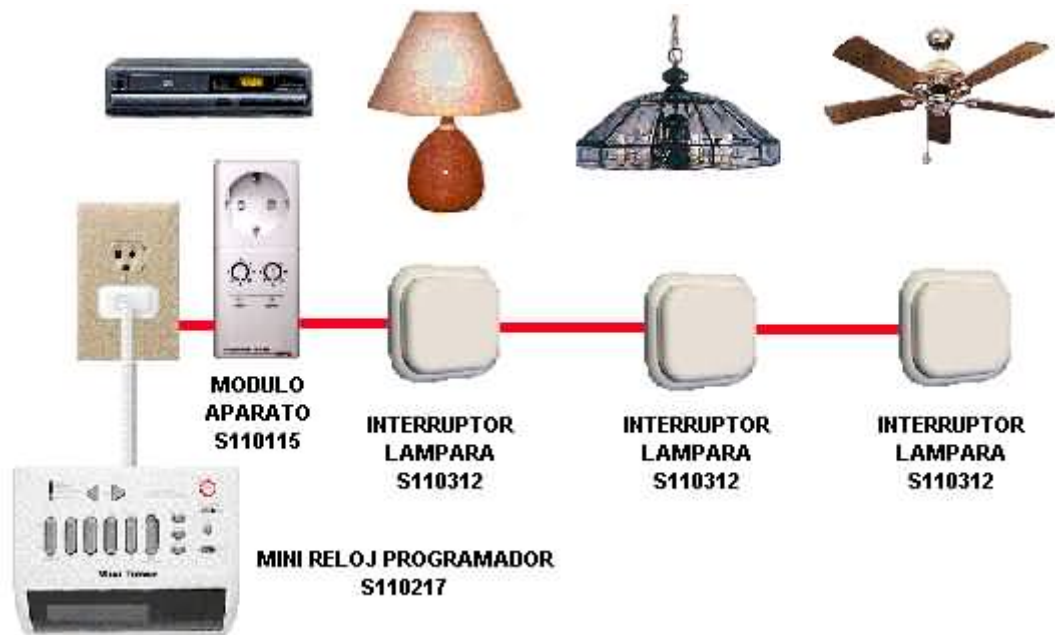 MODULO
APARATO
S110115
INTERRUPTOR
LAMPARA
S110312
INTERRUPTOR
LAMPARA
S110312
INTERRUPTOR
LAMPARA
S110312
MINI RELOJ PROGRAMADOR
S110217